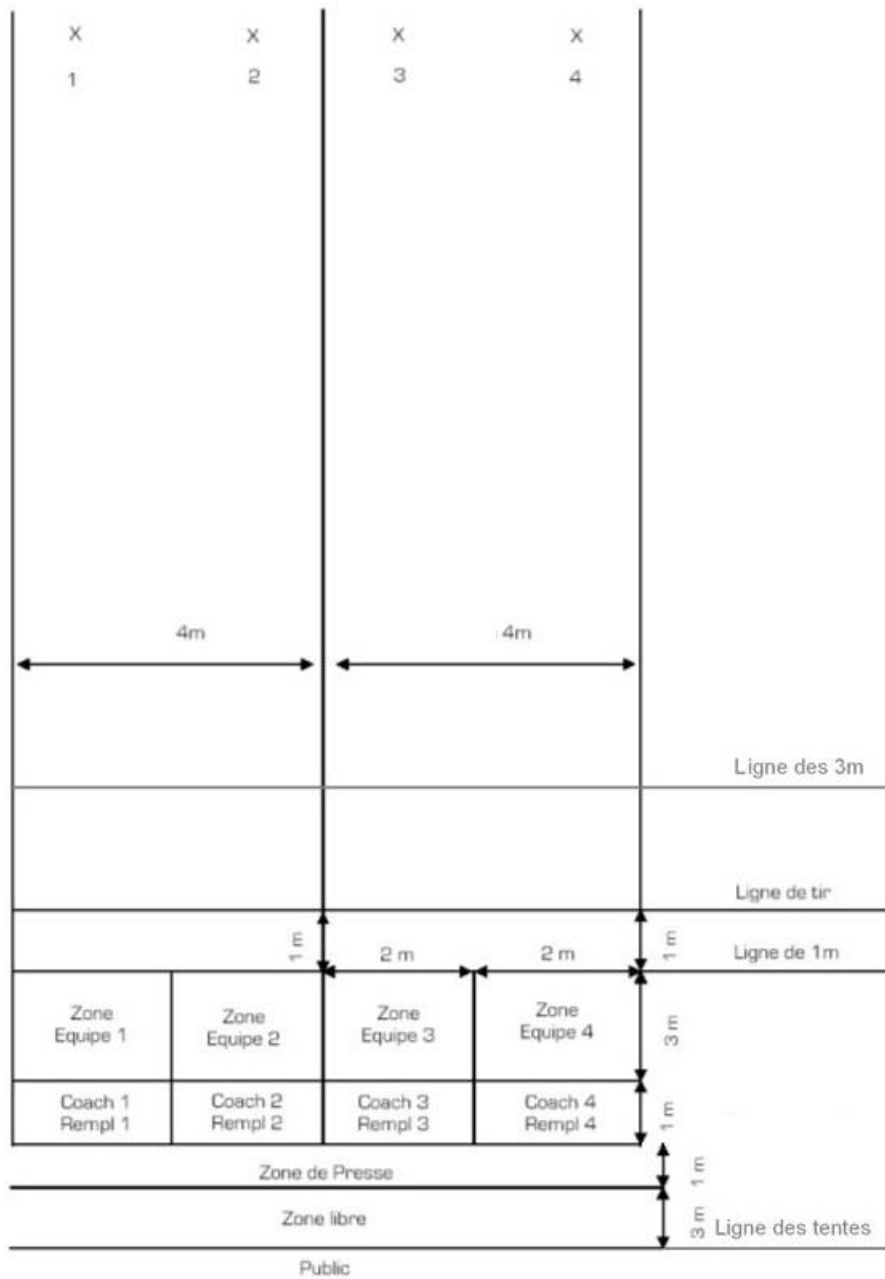 X X X X
1 2 3 4
4m 4m
Ligne des 3m
Ligne de tir
1 m 2 m 2 m 1 m Ligne de 1m
Zone
Equipe 1
Zone
Equipe 2
Zone
Equipe 3
Zone
Equipe 4
3 m
Coach 1
Rempl 1
Coach 2
Rempl 2
Coach 3
Rempl 3
Coach 4
Rempl 4
1 m
Zone de Presse
1 m
Zone libre
3 m
Ligne des tentes
Public